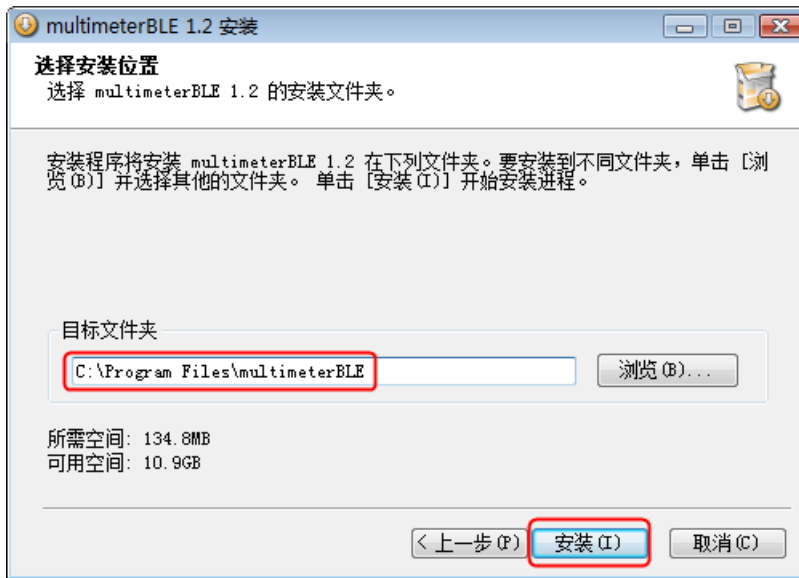 multimeterBLE 1.2 安装
选择安装位置
选择 multimeterBLE 1.2 的安装文件夹。
安装程序将安装 multimeterBLE 1.2 在下列文件夹。要安装到不同文件夹，单击 [浏
览(B)] 并选择其他的文件夹。 单击 [安装(I)] 开始安装进程。
目标文件夹
C:\Program Files\multimeterBLE
浏览(B)...
所需空间: 134.8MB
可用空间: 10.9GB
< 上一步(P)
安装(I)
取消(C)